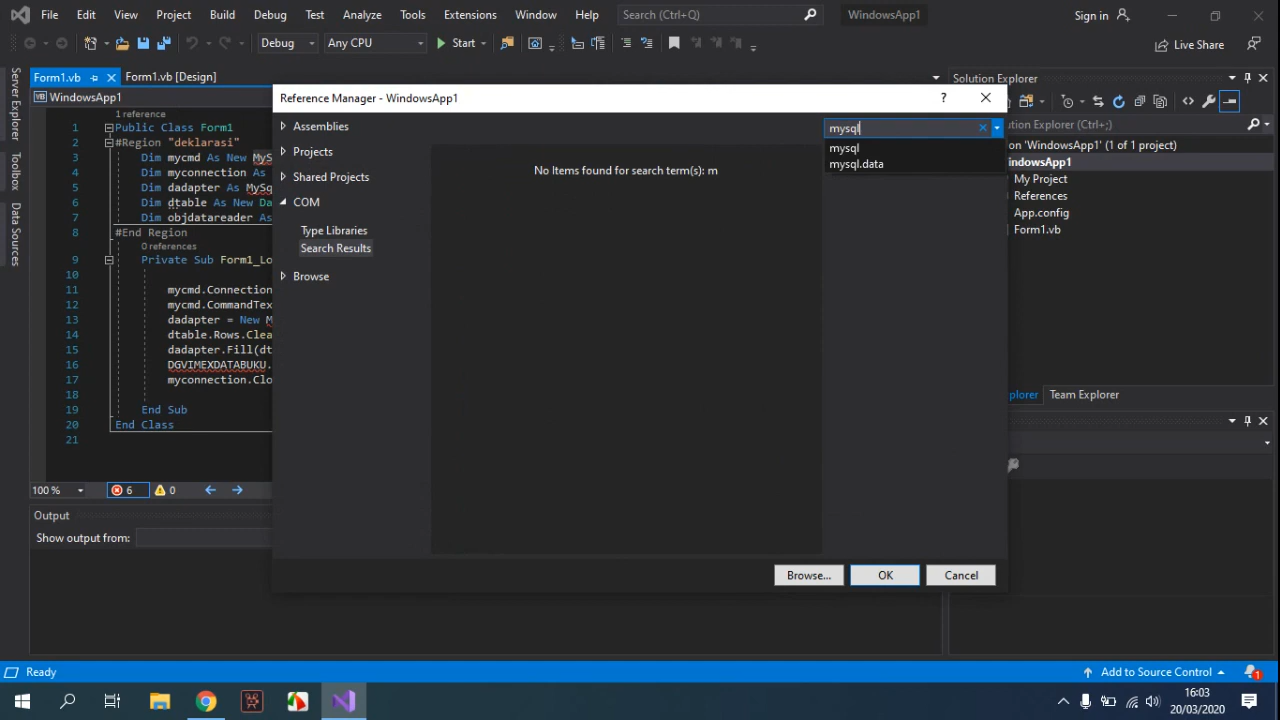 File Edit View Project Build Debug Test Analyze Tools Extensions Window Help Search (Ctrl+Q) WindowsApp1 Sign in
Debug Any CPU Start Live Share
Form1.vb Form1.vb [Design] Solution Explorer
WindowsApp1
Reference Manager - WindowsApp1 ?
Server Explorer
Toolbox
Data Sources
1 reference
1 Public Class Form1
2 #Region "deklarasi"
3 Dim mycmd As New MyS
4 Dim myconnection As
5 Dim dadapter As MySq
6 Dim dtable As New Da
7 Dim objdatareader As
8 #End Region
0 references
9 Private Sub Form1_Lo
10
11 mycmd.Connection
12 mycmd.CommandTex
13 dadapter = New M
14 dtable.Rows.Clea
15 dadapter.Fill(dt
16 DGVIMEXDATABUKU.
17 myconnection.Clo
18
19 End Sub
20 End Class
21
Assemblies
Projects
Shared Projects
COM
Type Libraries
Search Results
Browse
No Items found for search term(s): m
mysql
mysql
mysql.data
Browse... OK Cancel
ution Explorer (Ctrl+;)
on 'WindowsApp1' (1 of 1 project)
indowsApp1
My Project
References
App.config
Form1.vb
plorer Team Explorer
100 % 6 0
Output
Show output from:
Ready Add to Source Control 1
16:03
20/03/2020